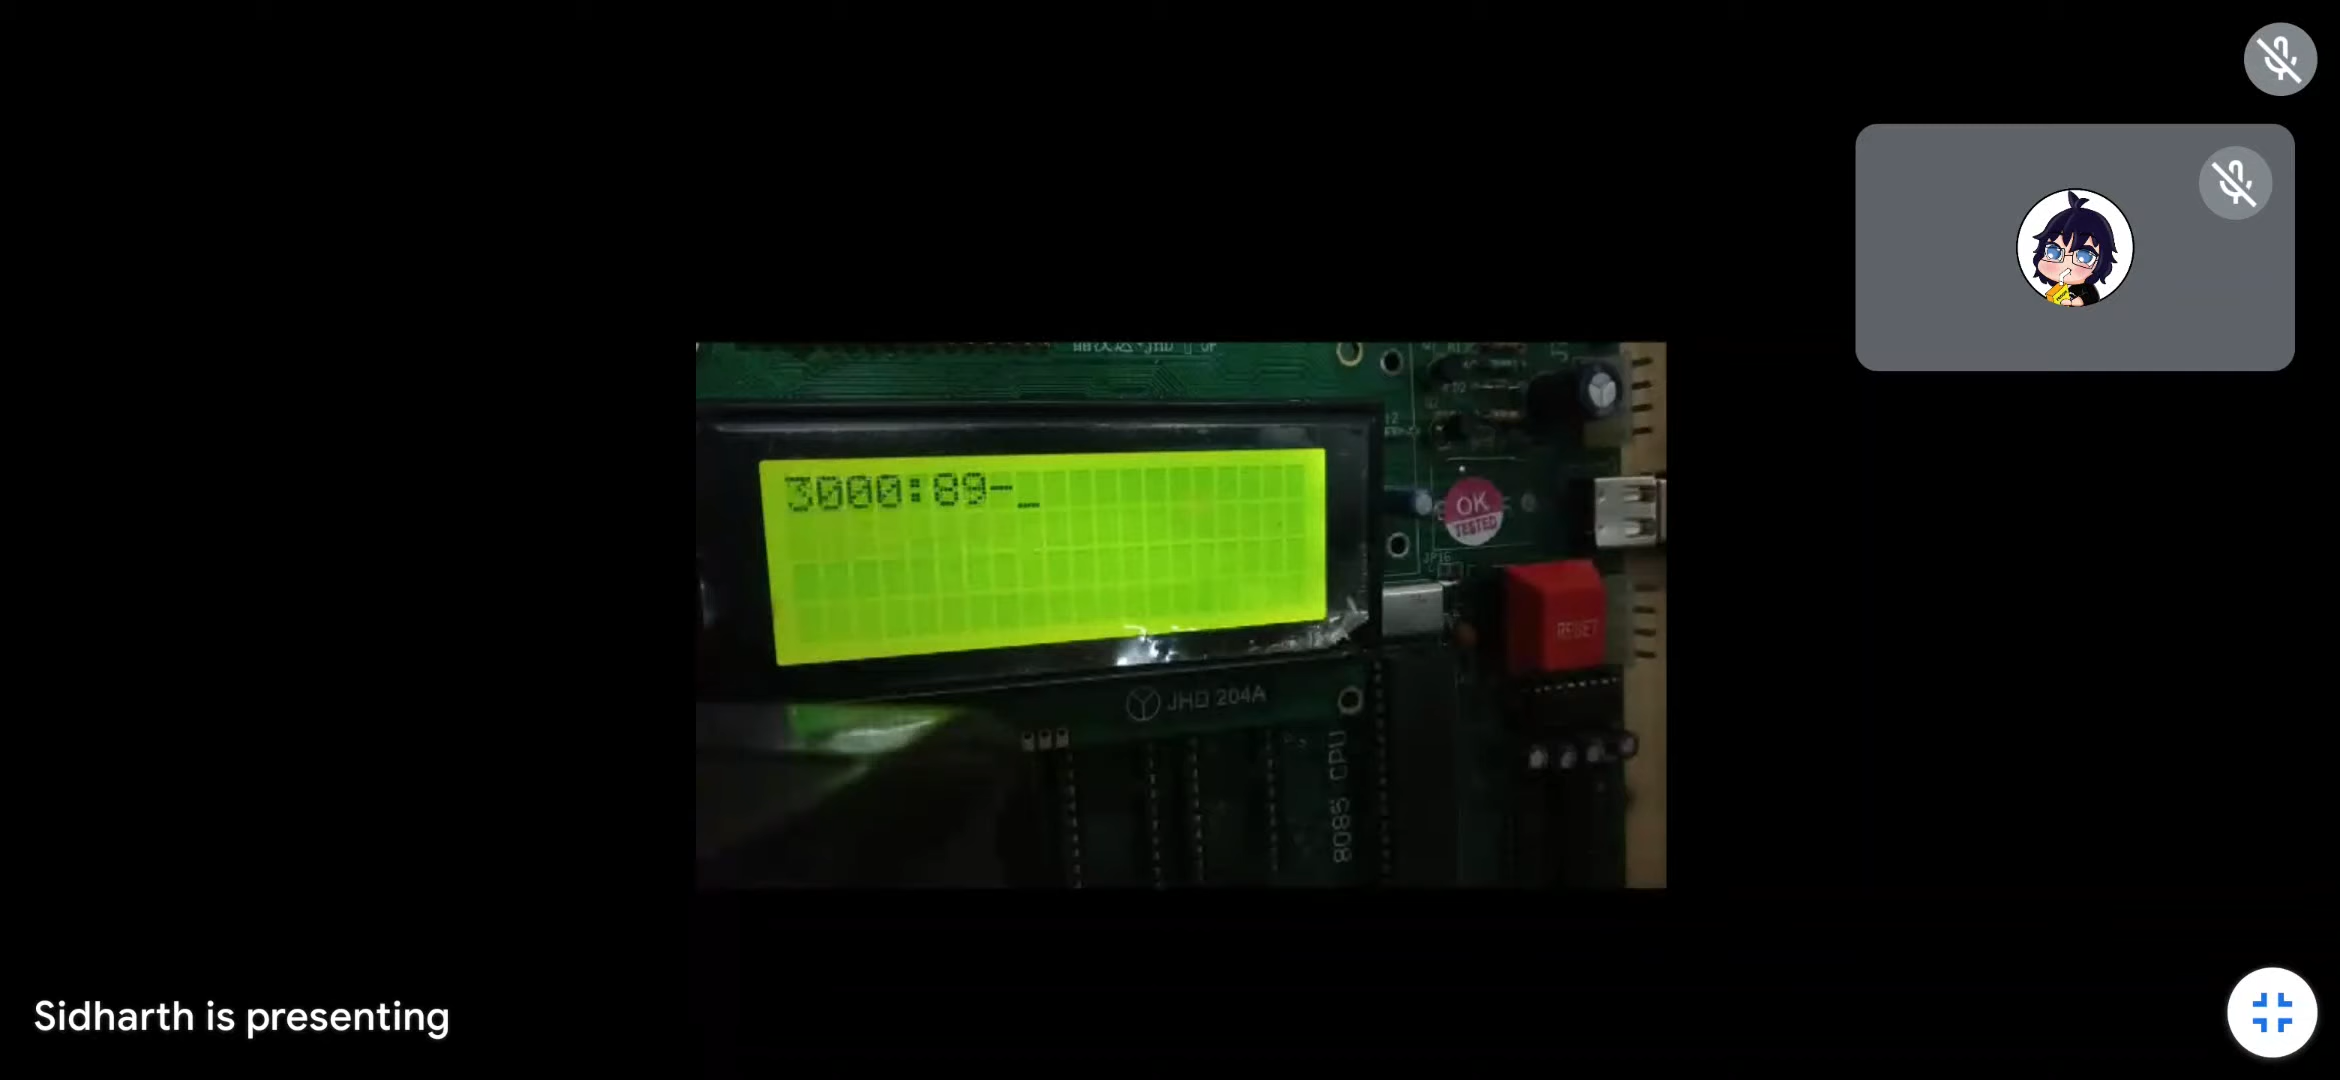 3000:89-_
OK
TESTED
RESET
JHD 204A
8085 CPU
Sidharth is presenting